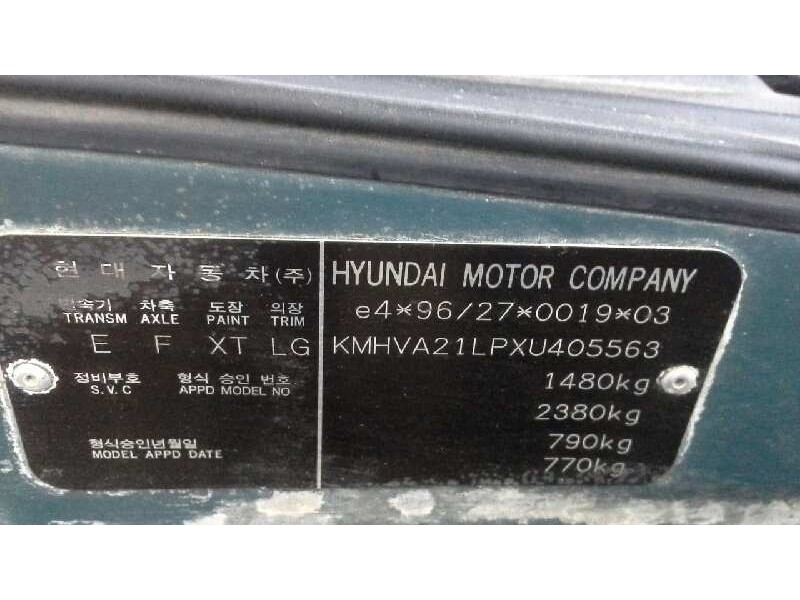 현 대 자 동 차 (주)
HYUNDAI MOTOR COMPANY
변속기 차축 도장 의장
TRANSM AXLE PAINT TRIM
e4*96/27*0019*03
E F XT LG
KMHVA21LPXU405563
정비부호 형식 승인 번호
S.V.C APPD MODEL NO
1480kg
2380kg
형식승인년월일
MODEL APPD DATE
790kg
770kg